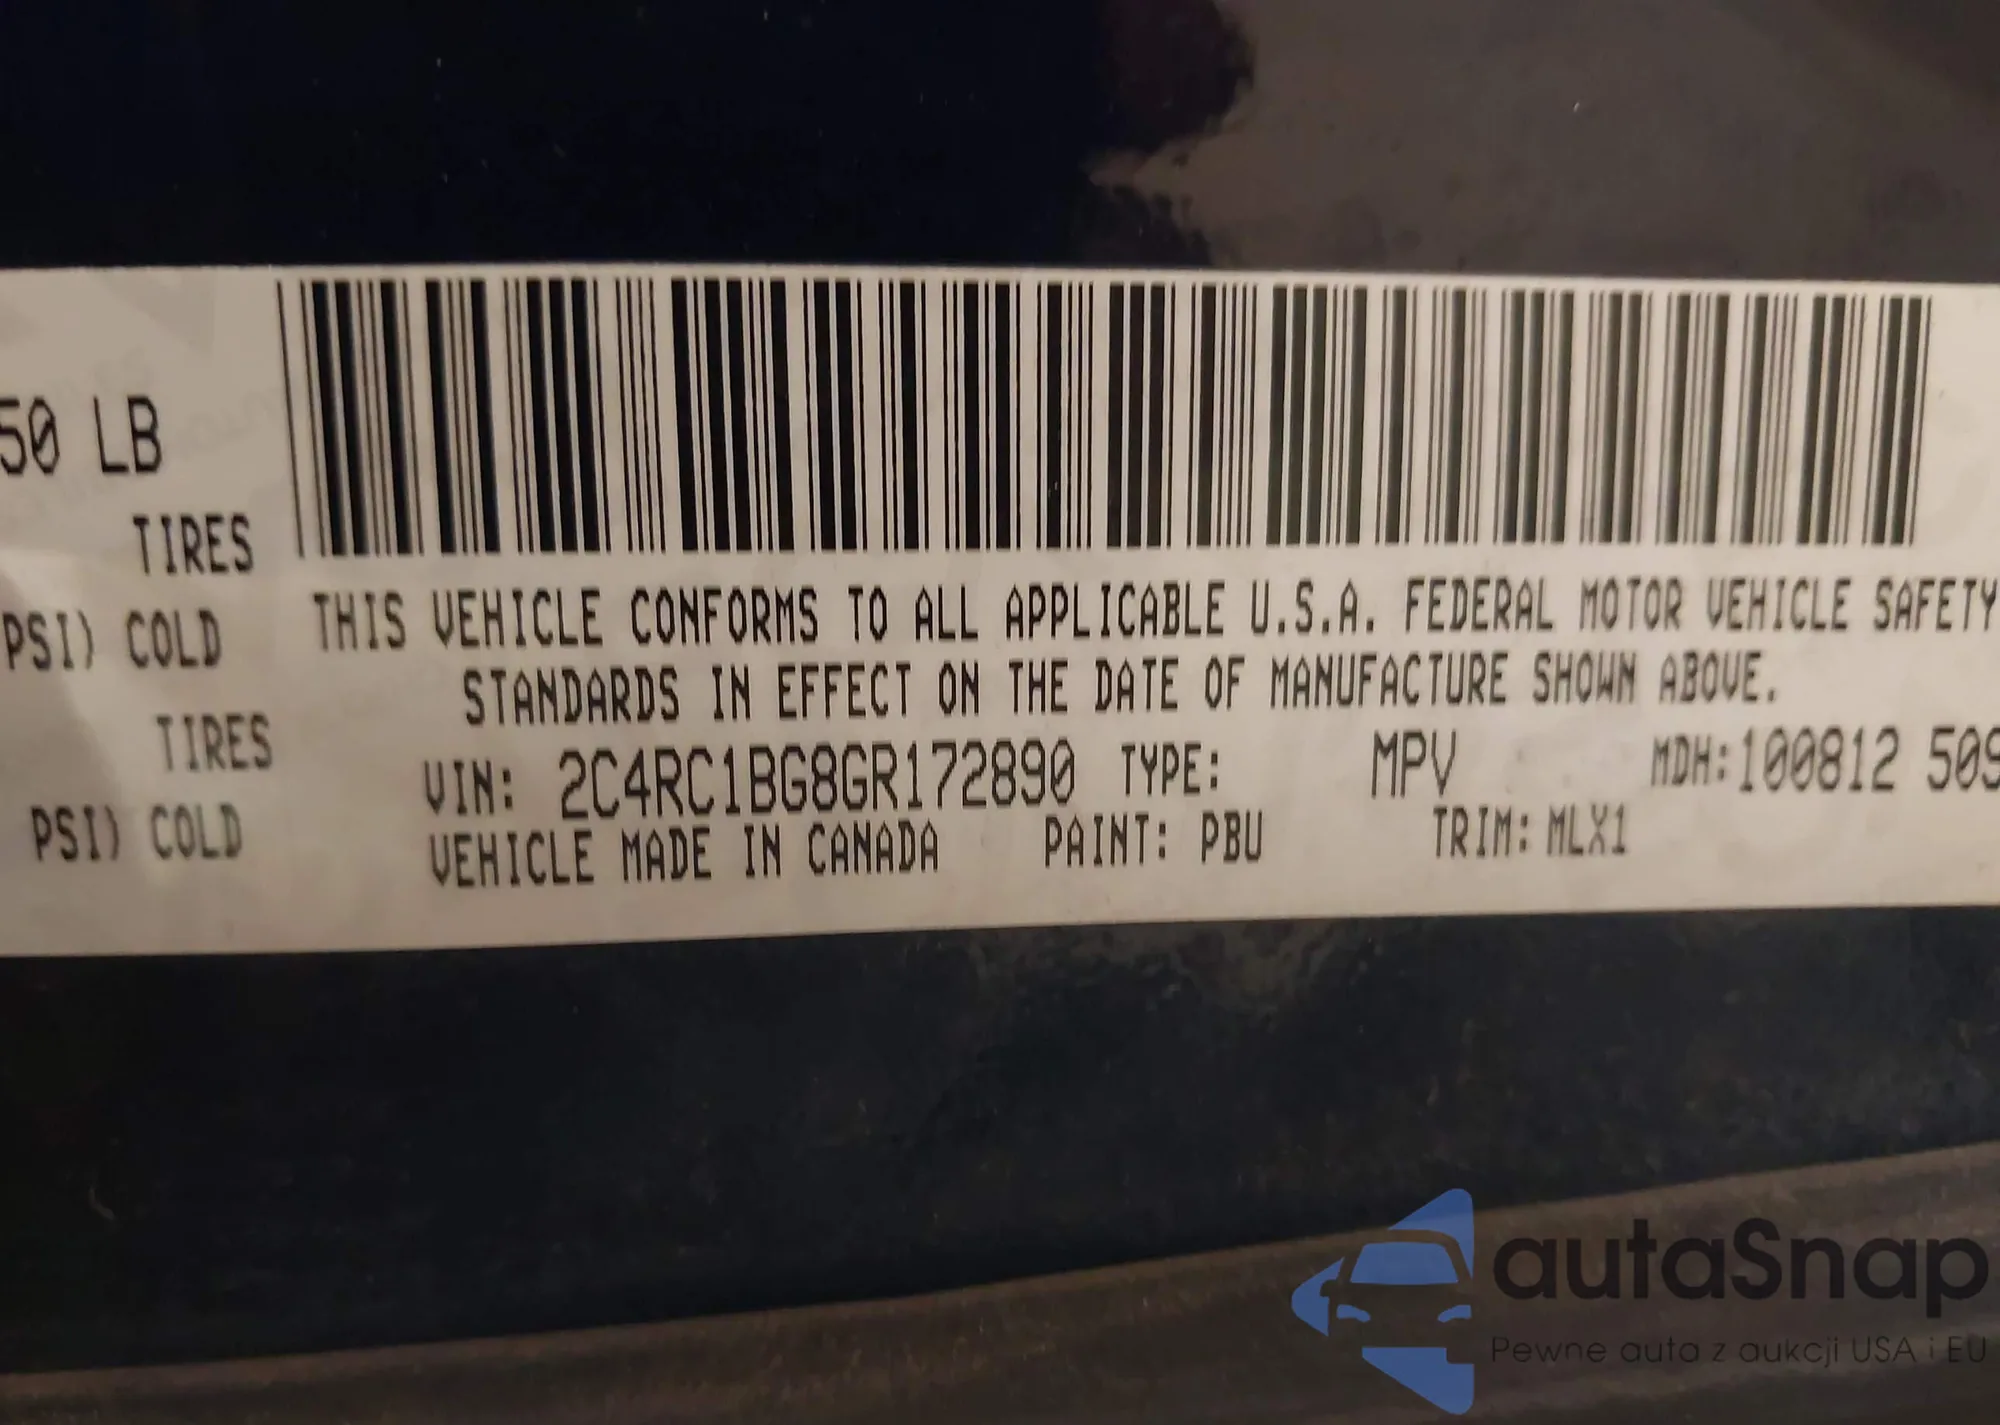 50 LB
TIRES
PSI) COLD
TIRES
PSI) COLD
THIS VEHICLE CONFORMS TO ALL APPLICABLE U.S.A. FEDERAL MOTOR VEHICLE SAFETY
STANDARDS IN EFFECT ON THE DATE OF MANUFACTURE SHOWN ABOVE.
VIN: 2C4RC1BG8GR172890 TYPE: MPV MDH:100812 509
VEHICLE MADE IN CANADA PAINT: PBU TRIM: MLX1
autaSnap
Pewne auta z aukcji USA i EU